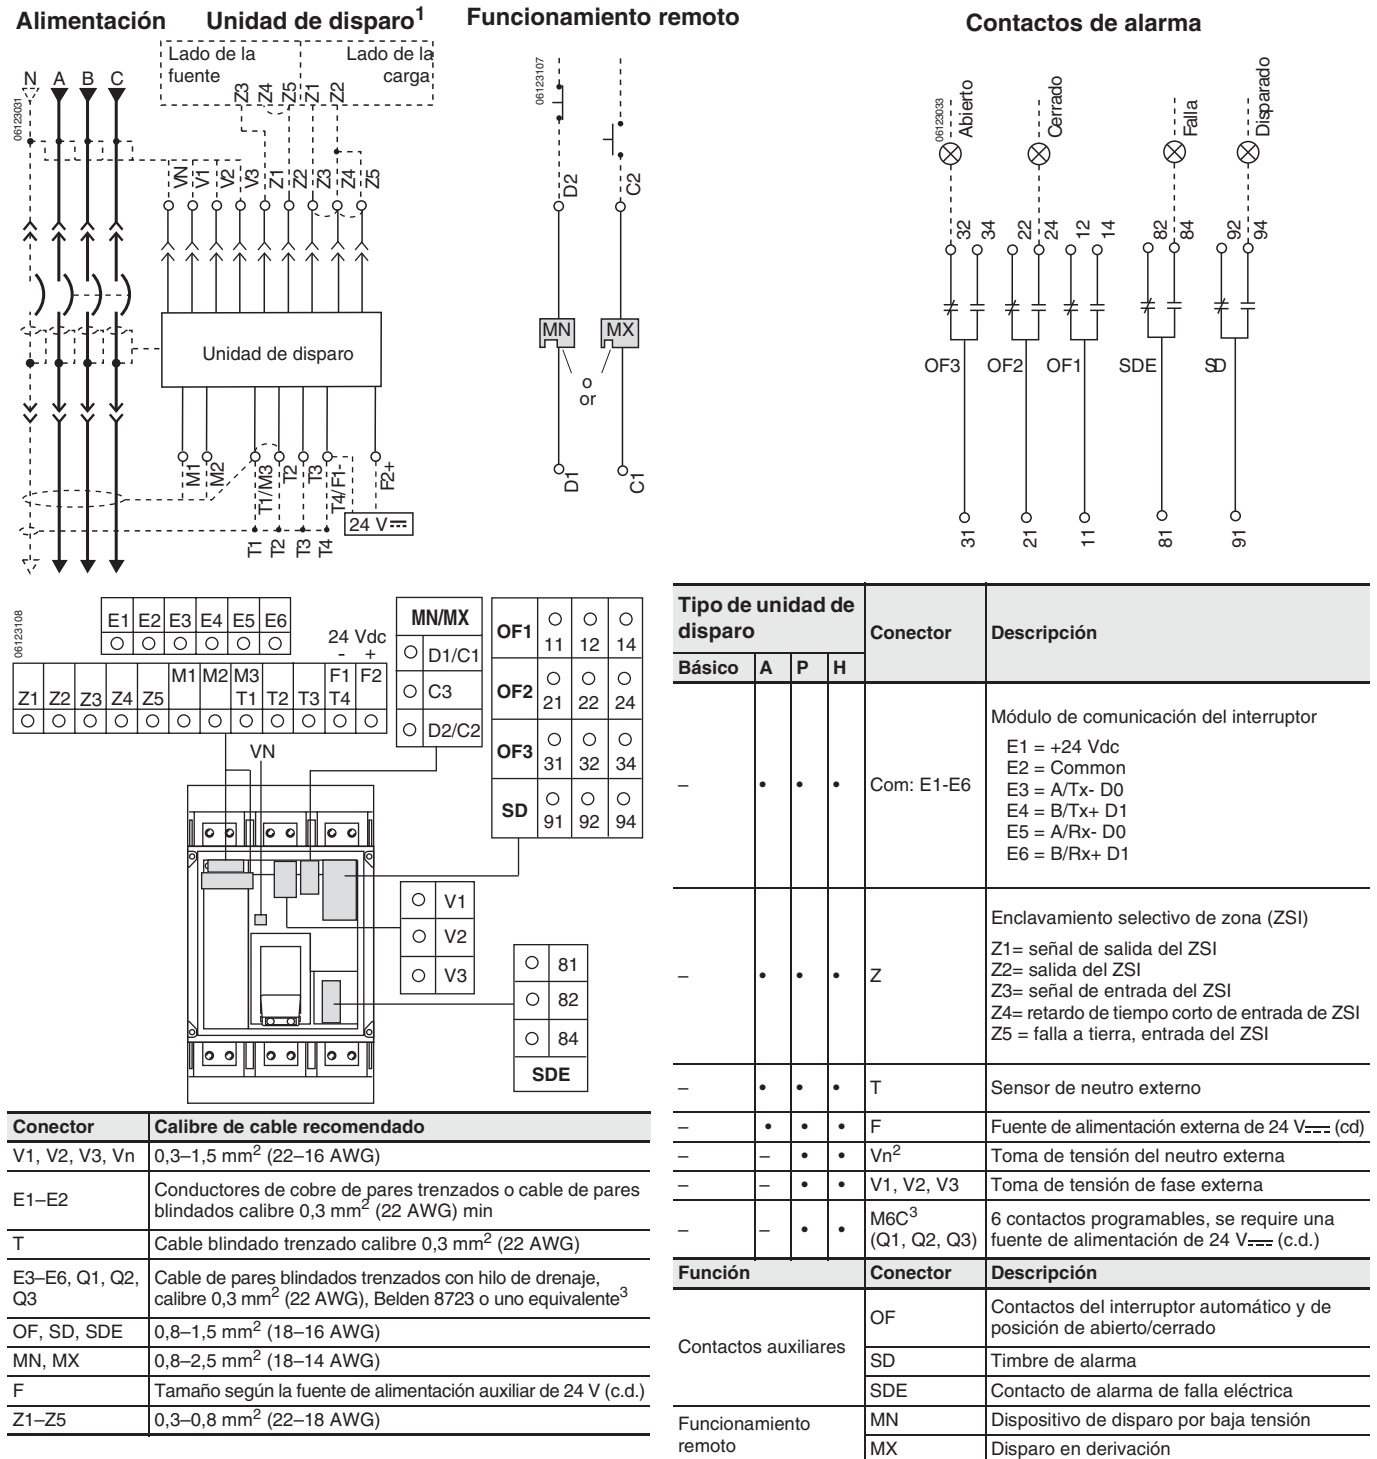 Alimentación
Unidad de disparo1
Funcionamiento remoto
Contactos de alarma
Lado de la fuente
Lado de la carga
Z3 Z4 Z5 Z1 Z2
N A B C
06123031
VN V1 V2 V3 Z1 Z2 Z3 Z4 Z5
Unidad de disparo
M1 M2 T1/M3 T2 T3 T4/F1- F2+
24 V⎓
T1 T2 T3 T4
06123107
D2 C2
MN MX
o
or
D1 C1
06123033
Abierto Cerrado Falla Disparado
32 34 22 24 12 14 82 84 92 94
OF3 OF2 OF1 SDE SD
31 21 11 81 91
06123108
E1 E2 E3 E4 E5 E6
24 Vdc
- +
M1 M2 M3 F1 F2
Z1 Z2 Z3 Z4 Z5 T1 T2 T3 T4
VN
MN/MX
D1/C1
C3
D2/C2
OF1 11 12 14
OF2 21 22 24
OF3 31 32 34
SD 91 92 94
V1
V2
V3
81
82
84
SDE
Conector Calibre de cable recomendado
V1, V2, V3, Vn 0,3–1,5 mm2 (22–16 AWG)
E1–E2 Conductores de cobre de pares trenzados o cable de pares
blindados calibre 0,3 mm2 (22 AWG) min
T Cable blindado trenzado calibre 0,3 mm2 (22 AWG)
E3–E6, Q1, Q2, Cable de pares blindados trenzados con hilo de drenaje,
Q3 calibre 0,3 mm2 (22 AWG), Belden 8723 o uno equivalente3
OF, SD, SDE 0,8–1,5 mm2 (18–16 AWG)
MN, MX 0,8–2,5 mm2 (18–14 AWG)
F Tamaño según la fuente de alimentación auxiliar de 24 V (c.d.)
Z1–Z5 0,3–0,8 mm2 (22–18 AWG)
Tipo de unidad de
disparo Conector Descripción
Básico A P H
Módulo de comunicación del interruptor
E1 = +24 Vdc
E2 = Common
– • • • Com: E1-E6
E3 = A/Tx- D0
E4 = B/Tx+ D1
E5 = A/Rx- D0
E6 = B/Rx+ D1
Enclavamiento selectivo de zona (ZSI)
Z1= señal de salida del ZSI
Z2= salida del ZSI
– • • • Z
Z3= señal de entrada del ZSI
Z4= retardo de tiempo corto de entrada de ZSI
Z5 = falla a tierra, entrada del ZSI
– • • • T Sensor de neutro externo
– • • • F Fuente de alimentación externa de 24 V⎓ (cd)
– – • • Vn2 Toma de tensión del neutro externa
– – • • V1, V2, V3 Toma de tensión de fase externa
– – • • M6C3 (Q1, Q2, Q3) 6 contactos programables, se require una
fuente de alimentación de 24 V⎓ (c.d.)
Función Conector Descripción
Contactos auxiliares
OF Contactos del interruptor automático y de
posición de abierto/cerrado
SD Timbre de alarma
SDE Contacto de alarma de falla eléctrica
Funcionamiento
remoto
MN Dispositivo de disparo por baja tensión
MX Disparo en derivación